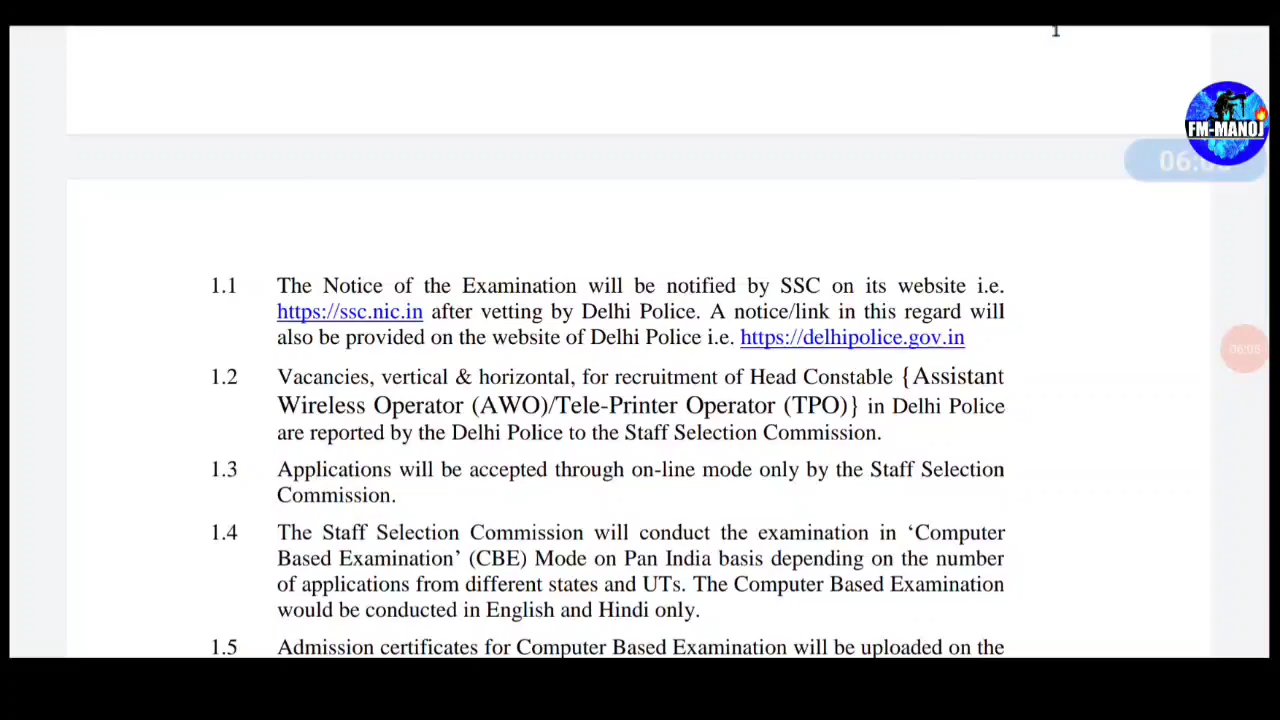 1
FM-MANOJ
06:08
1.1 The Notice of the Examination will be notified by SSC on its website i.e.
https://ssc.nic.in after vetting by Delhi Police. A notice/link in this regard will
also be provided on the website of Delhi Police i.e. https://delhipolice.gov.in
06:08
1.2 Vacancies, vertical & horizontal, for recruitment of Head Constable {Assistant
Wireless Operator (AWO)/Tele-Printer Operator (TPO)} in Delhi Police
are reported by the Delhi Police to the Staff Selection Commission.
1.3 Applications will be accepted through on-line mode only by the Staff Selection
Commission.
1.4 The Staff Selection Commission will conduct the examination in ‘Computer
Based Examination’ (CBE) Mode on Pan India basis depending on the number
of applications from different states and UTs. The Computer Based Examination
would be conducted in English and Hindi only.
1.5 Admission certificates for Computer Based Examination will be uploaded on the